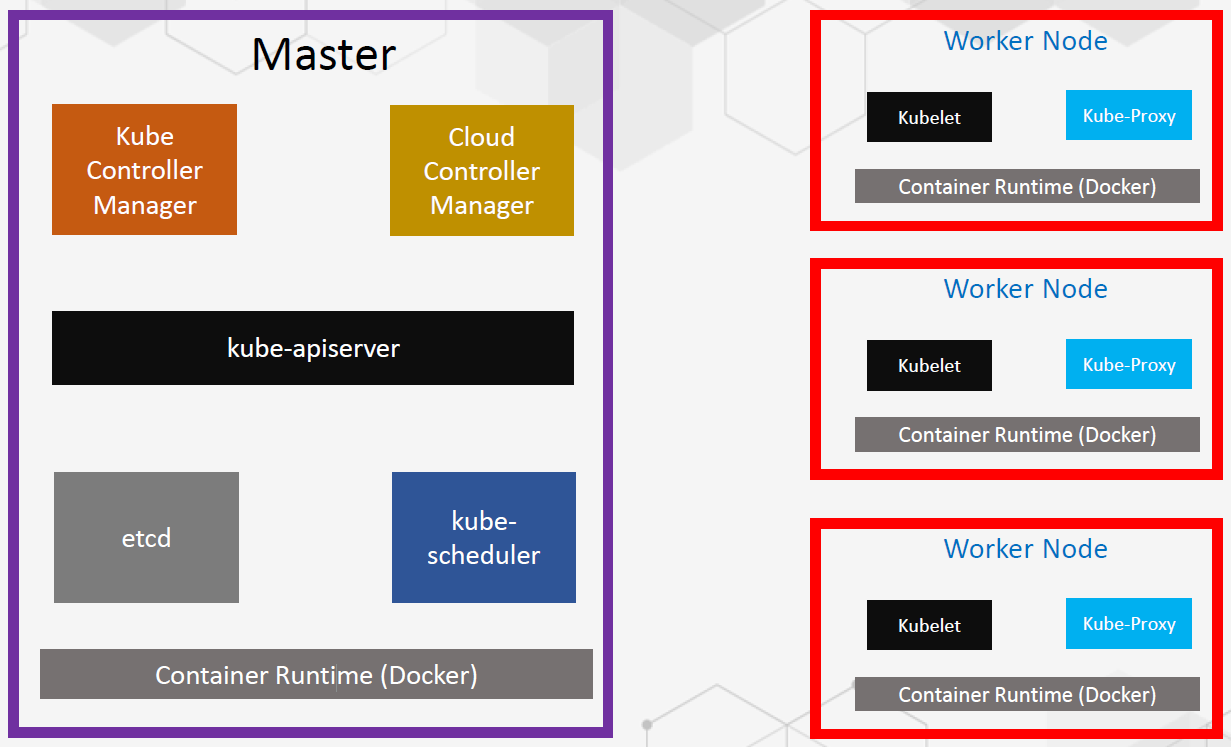 Master
Kube
Controller
Manager
Cloud
Controller
Manager
kube-apiserver
etcd
kube-
scheduler
Container Runtime (Docker)
Worker Node
Kubelet
Kube-Proxy
Container Runtime (Docker)
Worker Node
Kubelet
Kube-Proxy
Container Runtime (Docker)
Worker Node
Kubelet
Kube-Proxy
Container Runtime (Docker)